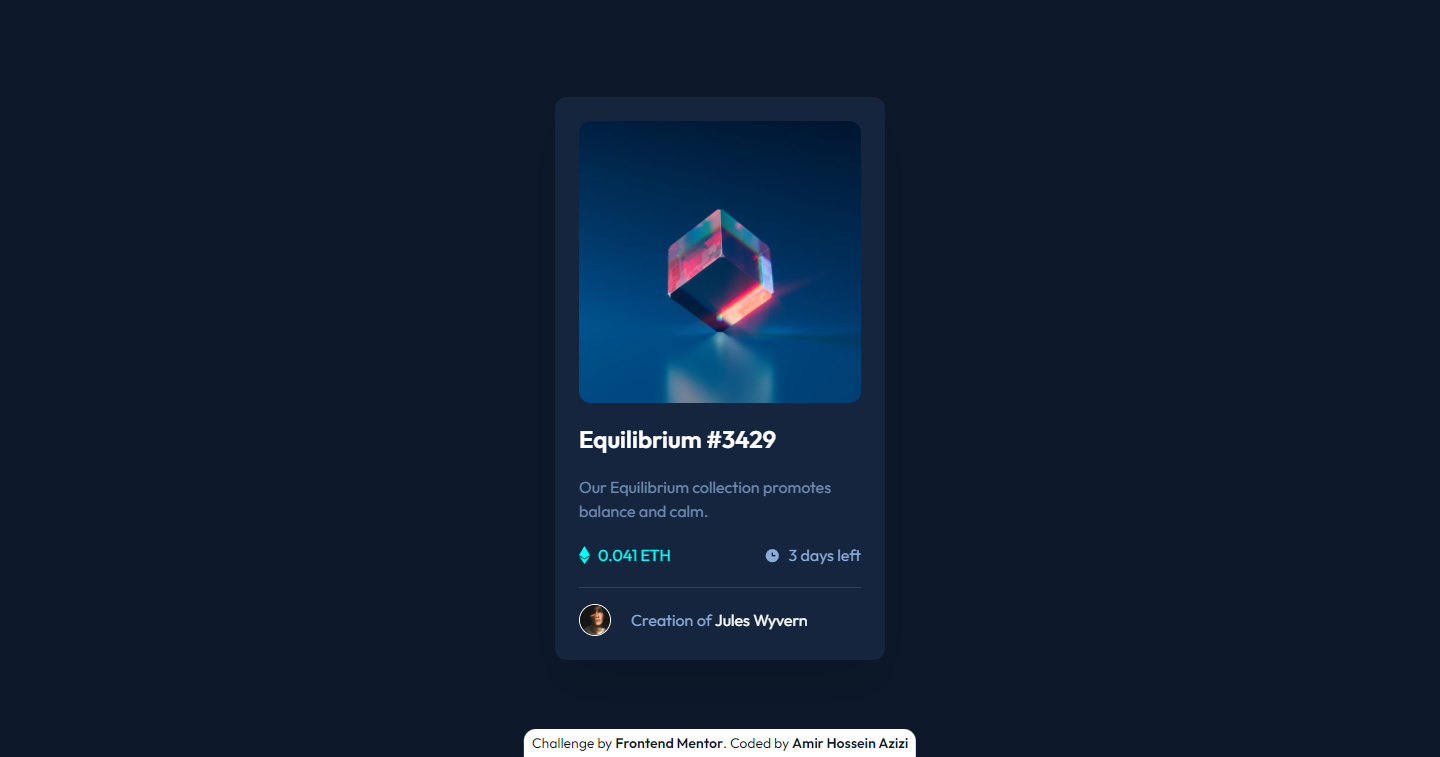 Equilibrium #3429
Our Equilibrium collection promotes
balance and calm.
0.041 ETH
3 days left
Creation of Jules Wyvern
Challenge by Frontend Mentor. Coded by Amir Hossein Azizi